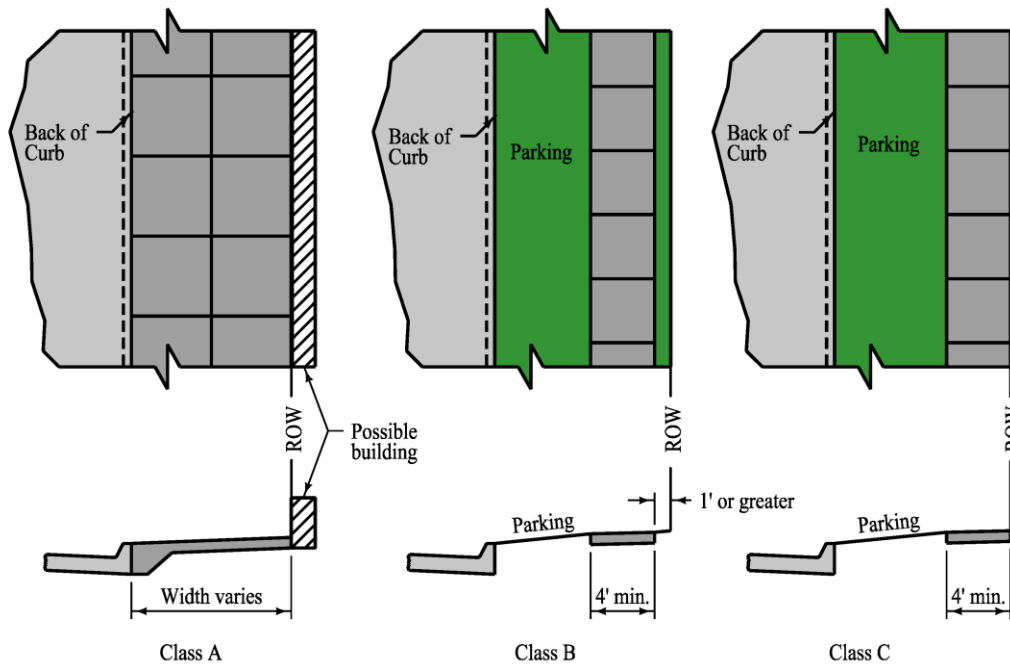 Back of
Curb
Back of
Curb
Parking
Back of
Curb
Parking
ROW
Possible
building
ROW
ROW
1' or greater
Parking
Parking
Width varies
4' min.
4' min.
Class A
Class B
Class C